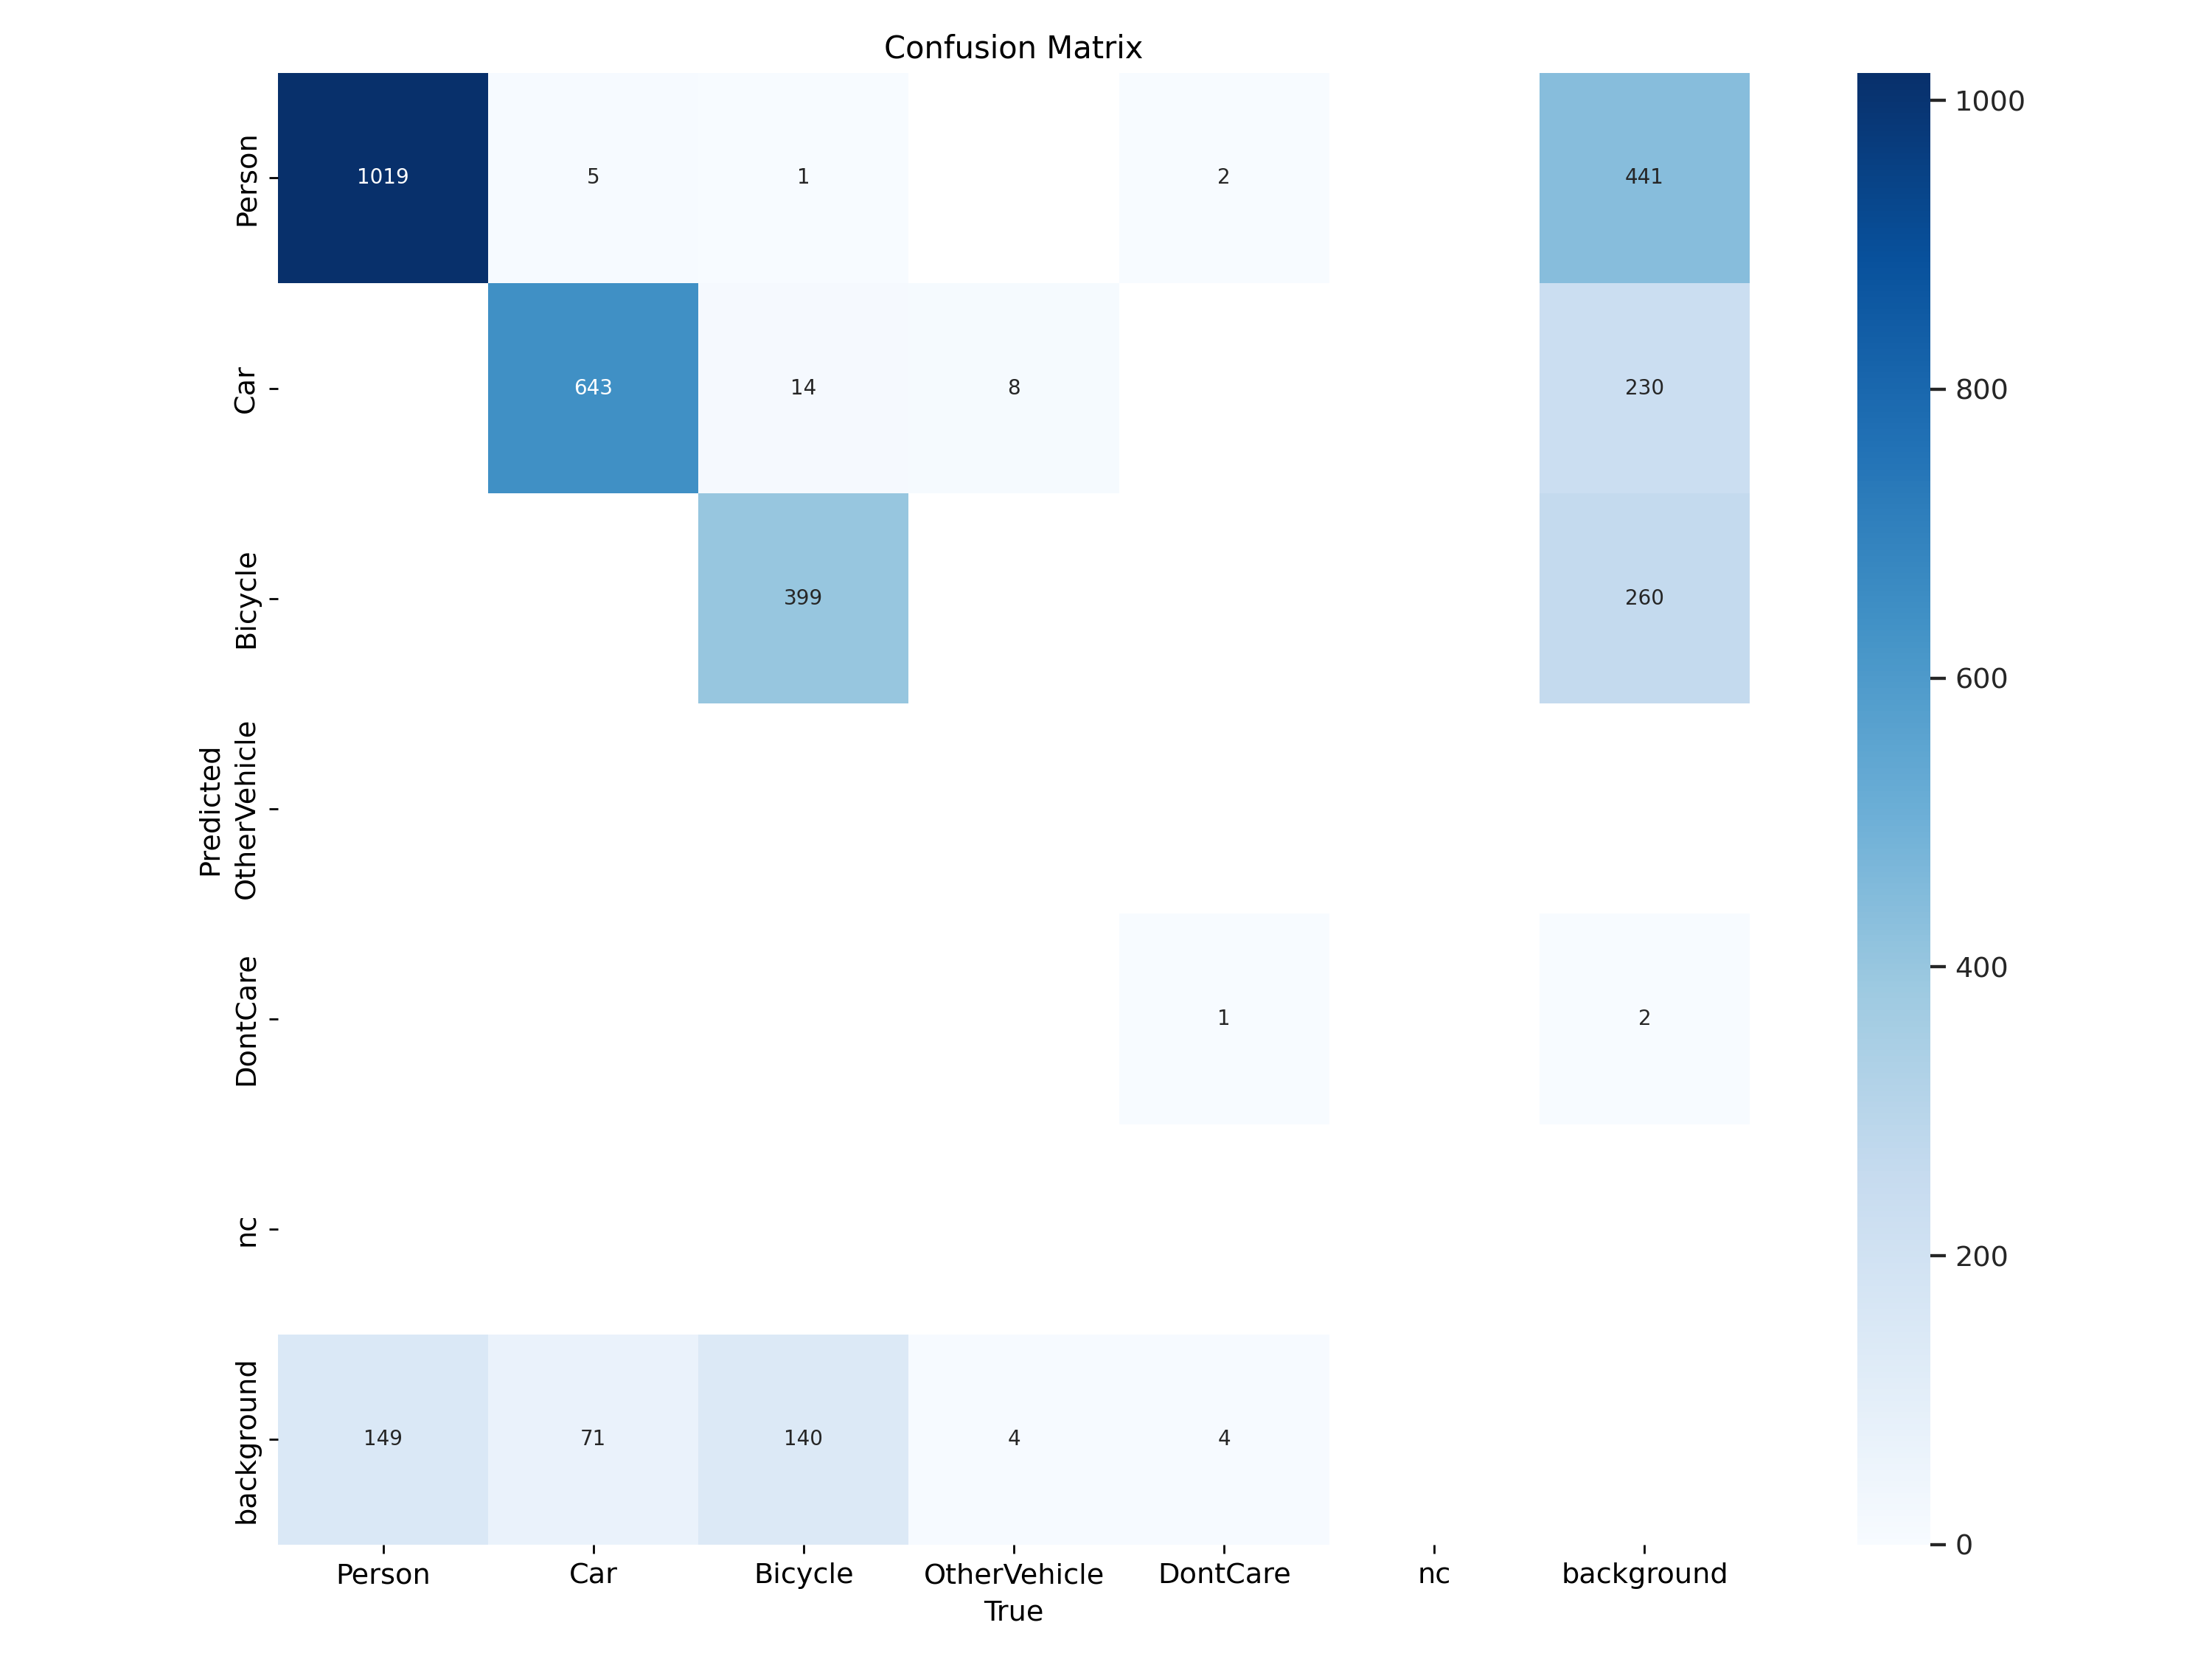 Confusion Matrix
Person 1019 5 1 2 441
Car 643 14 8 230
Bicycle 399 260
OtherVehicle
DontCare 1 2
nc
background 149 71 140 4 4
Predicted
Person Car Bicycle OtherVehicle DontCare nc background
True
1000
800
600
400
200
0